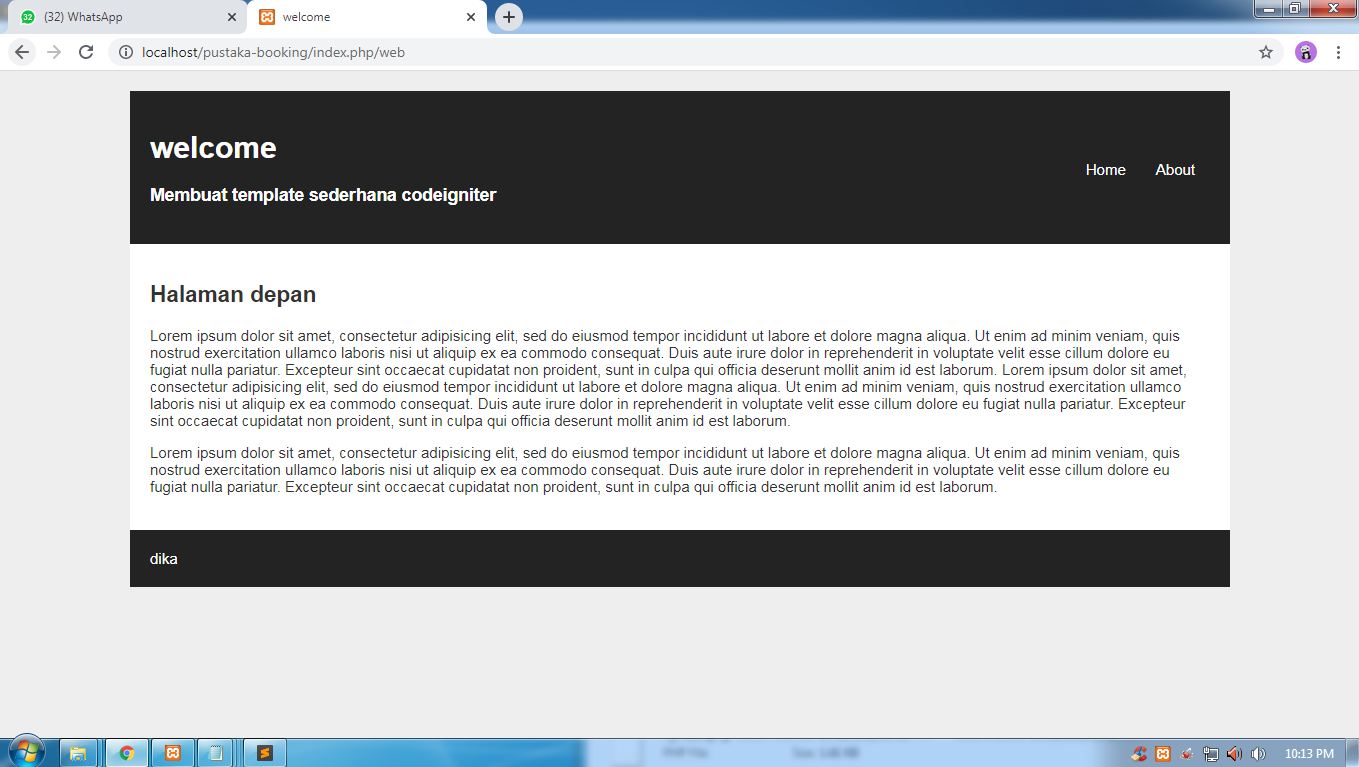 (32) WhatsApp
welcome
localhost/pustaka-booking/index.php/web
welcome
Membuat template sederhana codeigniter
Home
About
Halaman depan
Lorem ipsum dolor sit amet, consectetur adipisicing elit, sed do eiusmod tempor incididunt ut labore et dolore magna aliqua. Ut enim ad minim veniam, quis
nostrud exercitation ullamco laboris nisi ut aliquip ex ea commodo consequat. Duis aute irure dolor in reprehenderit in voluptate velit esse cillum dolore eu
fugiat nulla pariatur. Excepteur sint occaecat cupidatat non proident, sunt in culpa qui officia deserunt mollit anim id est laborum. Lorem ipsum dolor sit amet,
consectetur adipisicing elit, sed do eiusmod tempor incididunt ut labore et dolore magna aliqua. Ut enim ad minim veniam, quis nostrud exercitation ullamco
laboris nisi ut aliquip ex ea commodo consequat. Duis aute irure dolor in reprehenderit in voluptate velit esse cillum dolore eu fugiat nulla pariatur. Excepteur
sint occaecat cupidatat non proident, sunt in culpa qui officia deserunt mollit anim id est laborum.
Lorem ipsum dolor sit amet, consectetur adipisicing elit, sed do eiusmod tempor incididunt ut labore et dolore magna aliqua. Ut enim ad minim veniam, quis
nostrud exercitation ullamco laboris nisi ut aliquip ex ea commodo consequat. Duis aute irure dolor in reprehenderit in voluptate velit esse cillum dolore eu
fugiat nulla pariatur. Excepteur sint occaecat cupidatat non proident, sunt in culpa qui officia deserunt mollit anim id est laborum.
dika
10:13 PM